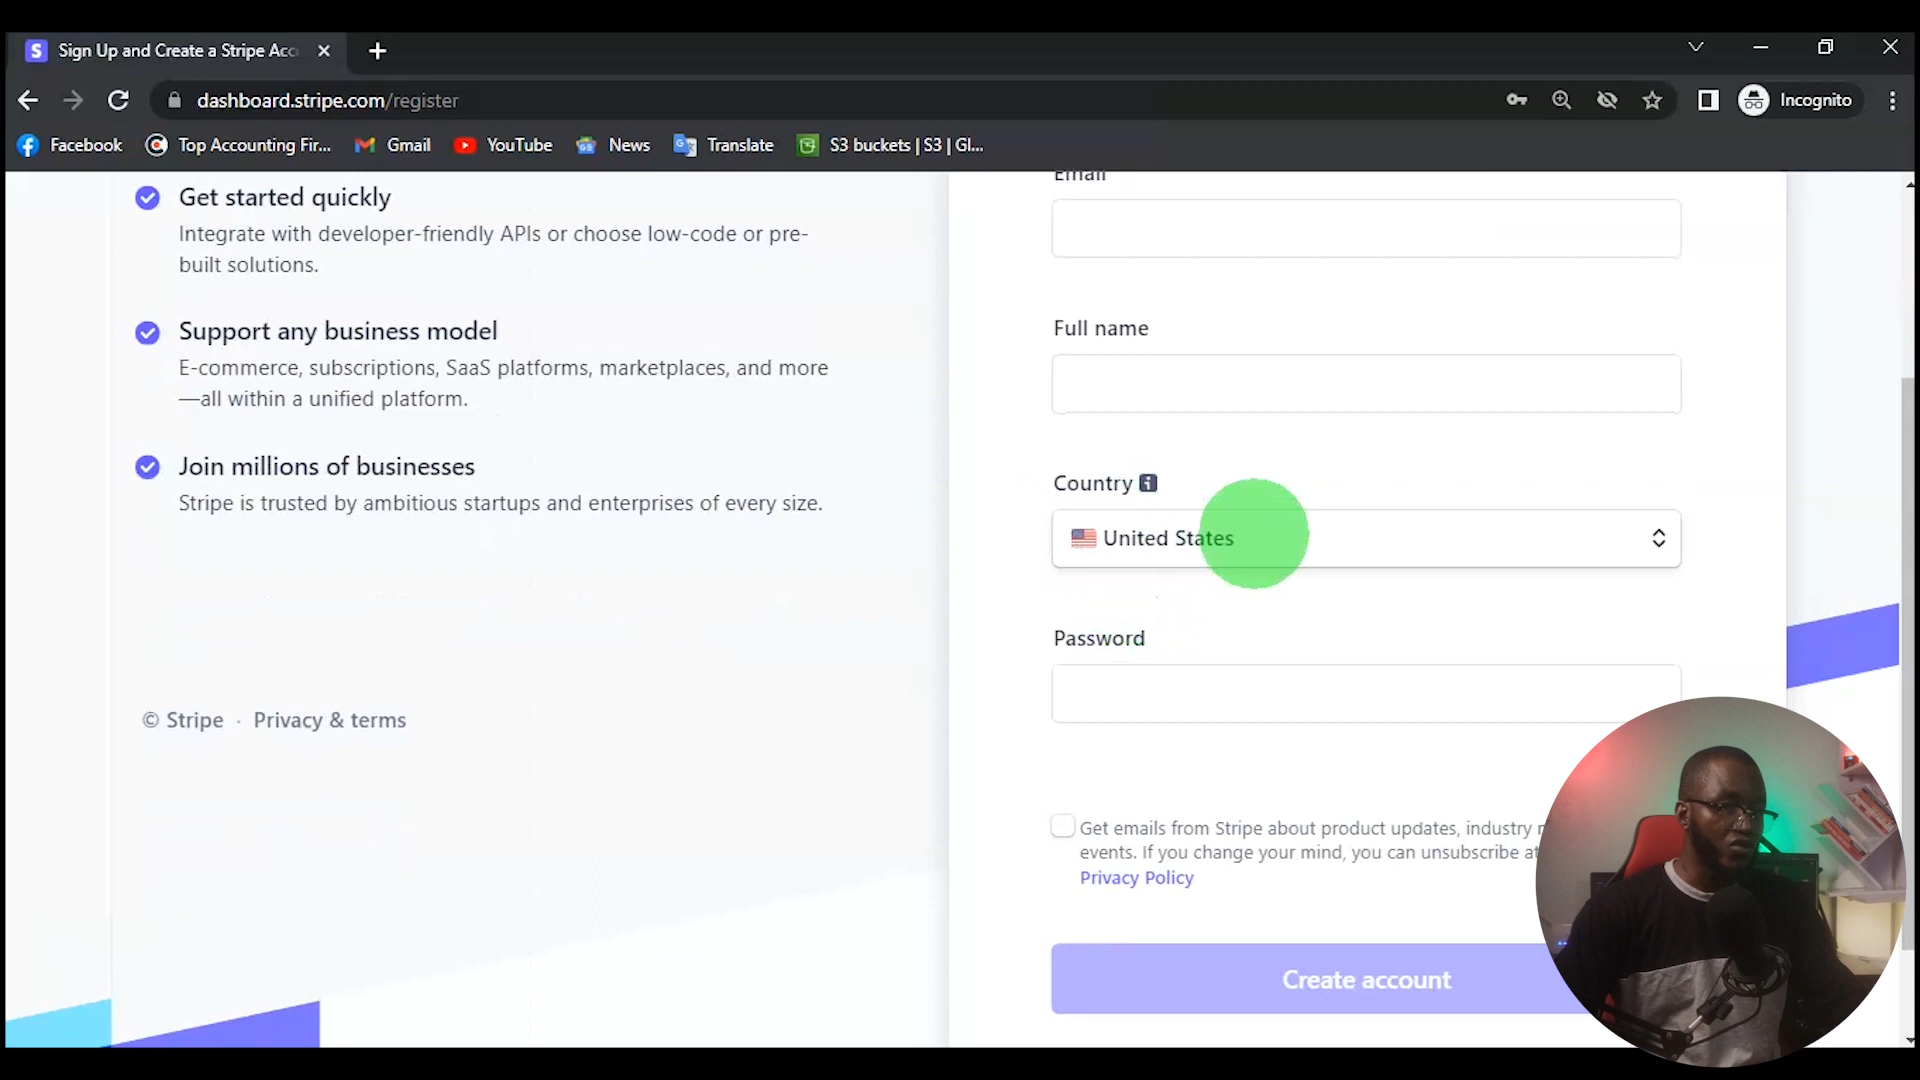 S Sign Up and Create a Stripe Acc
dashboard.stripe.com/register
Incognito
Facebook
Top Accounting Fir...
Gmail
YouTube
News
Translate
S3 buckets | S3 | Gl...
Get started quickly
Integrate with developer-friendly APIs or choose low-code or pre-
built solutions.
Support any business model
E-commerce, subscriptions, SaaS platforms, marketplaces, and more
—all within a unified platform.
Join millions of businesses
Stripe is trusted by ambitious startups and enterprises of every size.
© Stripe · Privacy & terms
Email
Full name
Country
United States
Password
Get emails from Stripe about product updates, industry
events. If you change your mind, you can unsubscribe at
Privacy Policy
Create account